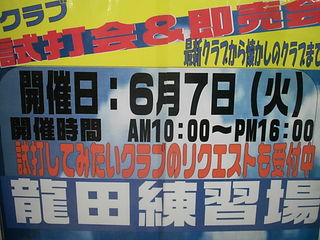 クラブ
試打会&即売会
最新クラブから懐かしのクラブまで
開催日：6月7日（火）
開催時間 AM10:00〜PM16:00
試打してみたいクラブのリクエストも受付中
龍田練習場